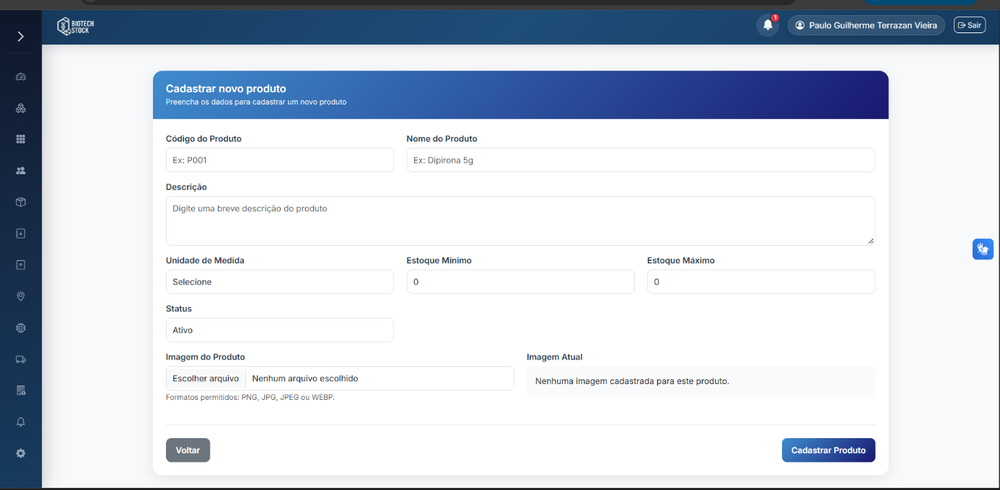 BIOTECH
STOCK
1
Paulo Guilherme Terrazan Vieira
Sair
Cadastrar novo produto
Preencha os dados para cadastrar um novo produto
Código do Produto
Nome do Produto
Ex: P001
Ex: Dipirona 5g
Descrição
Digite uma breve descrição do produto
Unidade de Medida
Estoque Mínimo
Estoque Máximo
Selecione
0
0
Status
Ativo
Imagem do Produto
Imagem Atual
Escolher arquivo
Nenhum arquivo escolhido
Nenhuma imagem cadastrada para este produto.
Formatos permitidos: PNG, JPG, JPEG ou WEBP.
Voltar
Cadastrar Produto